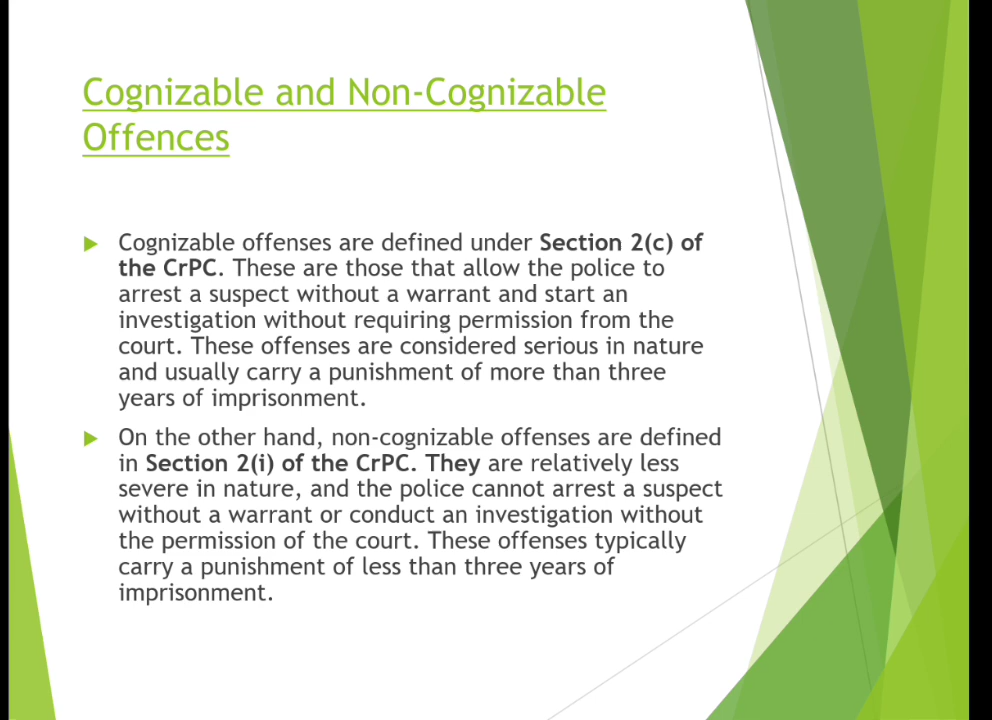 Cognizable and Non-Cognizable
Offences
Cognizable offenses are defined under Section 2(c) of
the CrPC. These are those that allow the police to
arrest a suspect without a warrant and start an
investigation without requiring permission from the
court. These offenses are considered serious in nature
and usually carry a punishment of more than three
years of imprisonment.
On the other hand, non-cognizable offenses are defined
in Section 2(i) of the CrPC. They are relatively less
severe in nature, and the police cannot arrest a suspect
without a warrant or conduct an investigation without
the permission of the court. These offenses typically
carry a punishment of less than three years of
imprisonment.